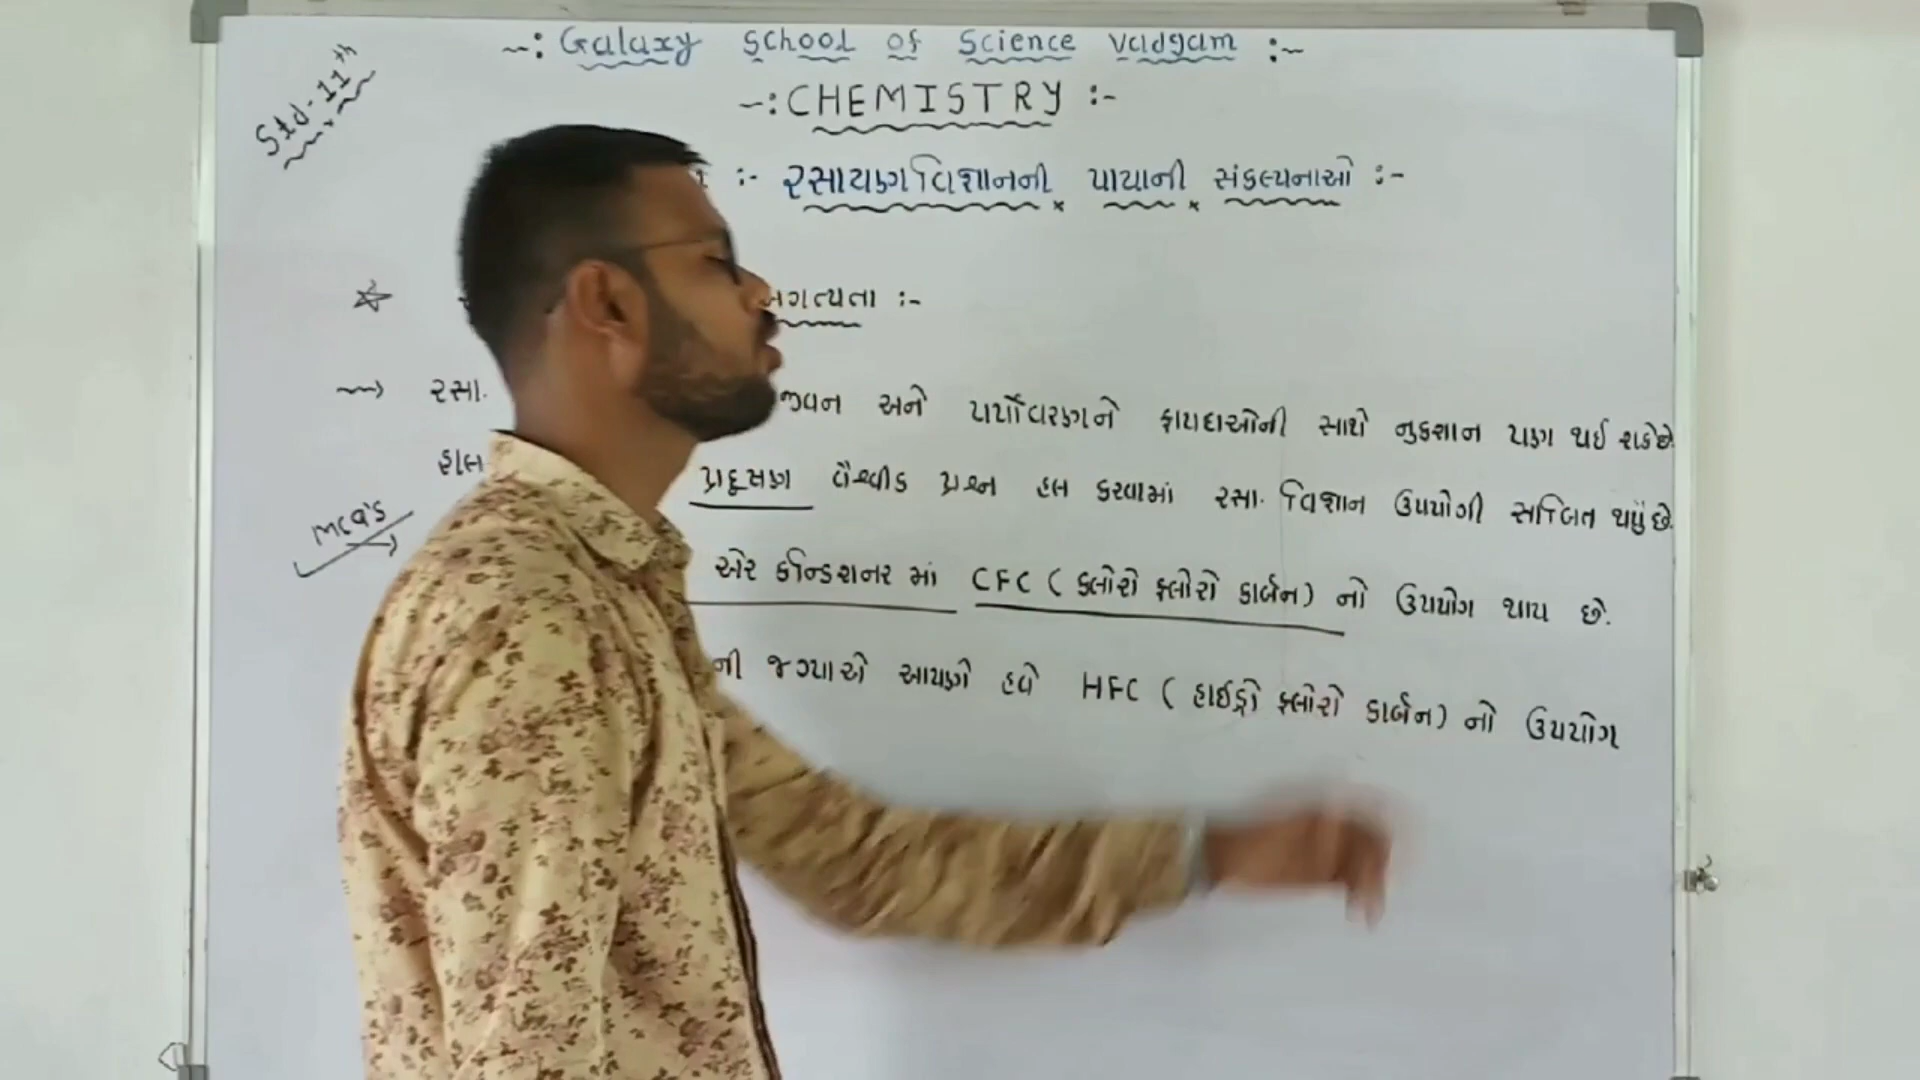 ~: Galaxy School of Science Vadgam :~
Std-11th
~: CHEMISTRY :-
:- રસાયણવિજ્ઞાનની પાયાની સંકલ્પનાઓ :-
અગત્યતા :-
રસા. જીવન અને પર્યાવરણને ફાયદાઓની સાથે નુકશાન પણ થઈ શકેછે.
હાલ પ્રદૂષણ વૈશ્વીક પ્રશ્ન હલ કરવામાં રસા. વિજ્ઞાન ઉપયોગી સાબિત થયું છે.
MCQ's
એર કન્ડિશનર માં CFC ( ક્લોરો ફ્લોરો કાર્બન) નો ઉપયોગ થાય છે.
ની જગ્યાએ આપણે હવે HFC ( હાઈડ્રો ફ્લોરો કાર્બન) નો ઉપયોગ